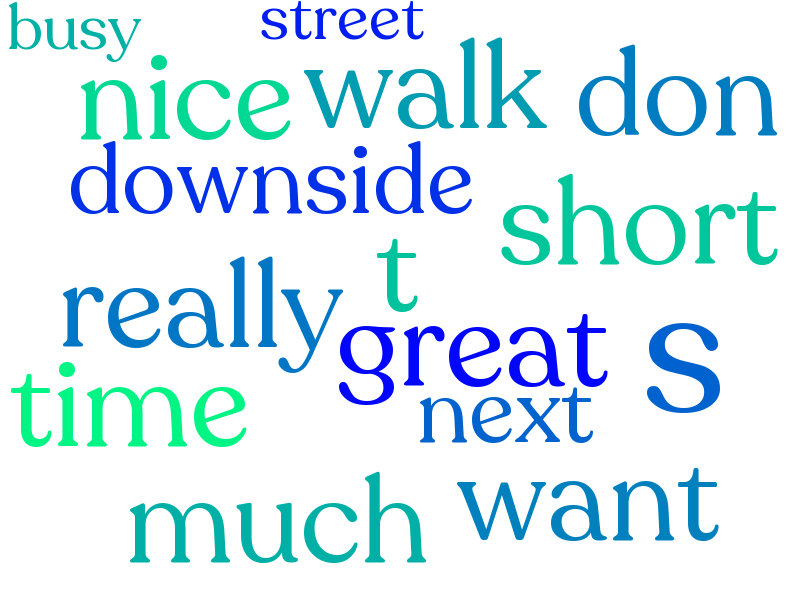 busy
street
nice
walk
don
downside
short
really
t
great
s
time
next
much
want